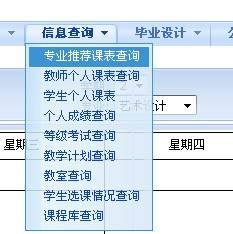 信息查询 毕业设计
专业推荐课表查询
教师个人课表查询
学生个人课表
个人成绩查询
艺术设计
等级考试查询
星期三 星期四
教学计划查询
教室查询
学生选课情况查询
课程库查询